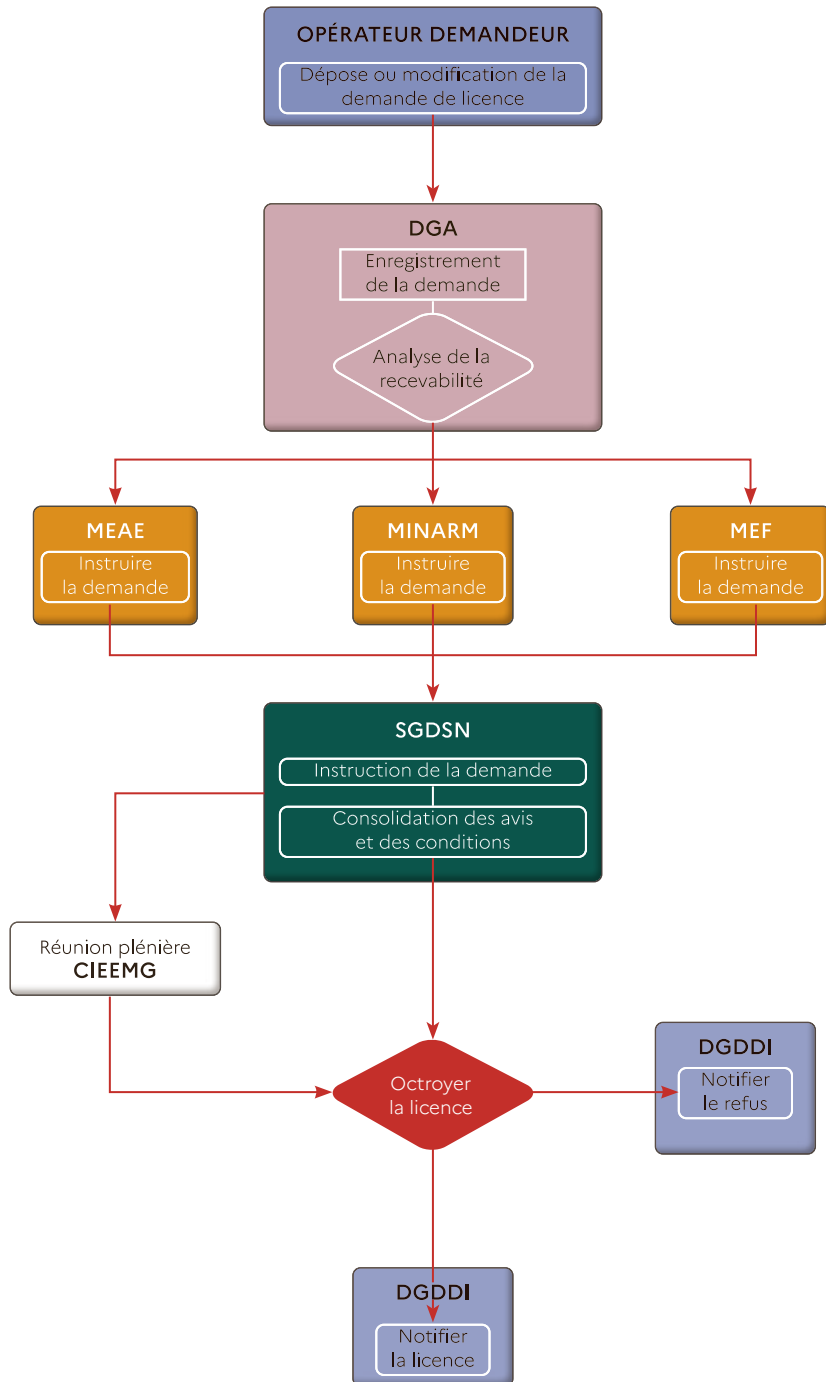 OPÉRATEUR DEMANDEUR
Dépose ou modification de la
demande de licence
DGA
Enregistrement
de la demande
Analyse de la
recevabilité
MEAE
Instruire
la demande
MINARM
Instruire
la demande
MEF
Instruire
la demande
SGDSN
Instruction de la demande
Consolidation des avis
et des conditions
Réunion plénière
CIEEMG
Octroyer
la licence
DGDDI
Notifier
le refus
DGDDI
Notifier
la licence